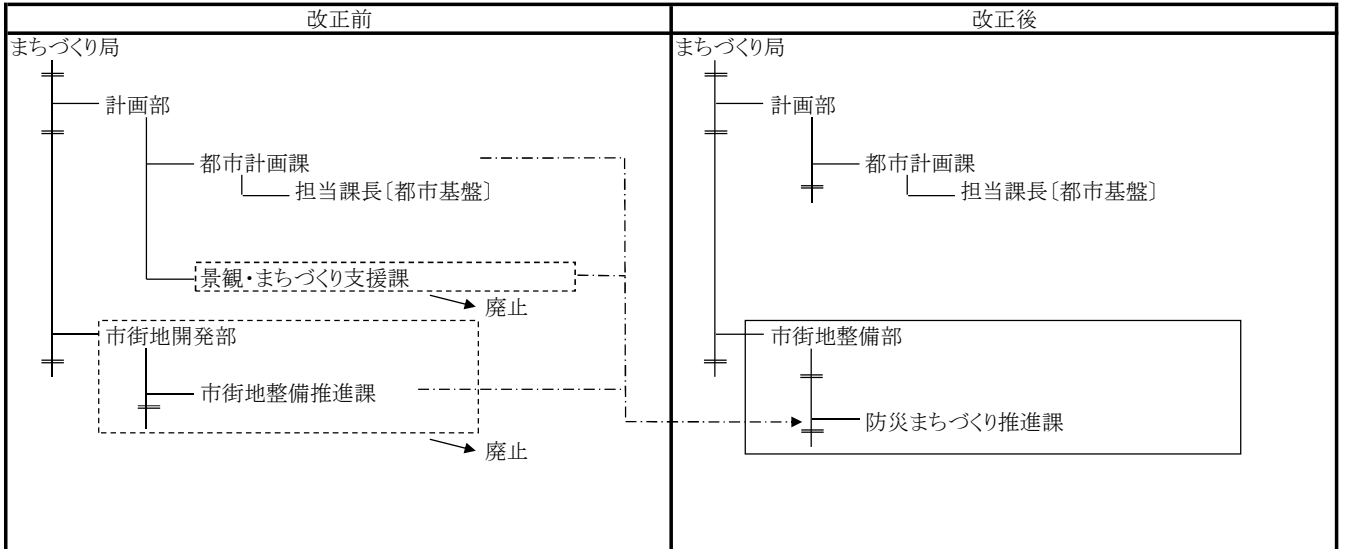 改正前
まちづくり局
計画部
都市計画課
担当課長〔都市基盤〕
景観・まちづくり支援課
廃止
市街地開発部
市街地整備推進課
廃止
改正後
まちづくり局
計画部
都市計画課
担当課長〔都市基盤〕
市街地整備部
防災まちづくり推進課